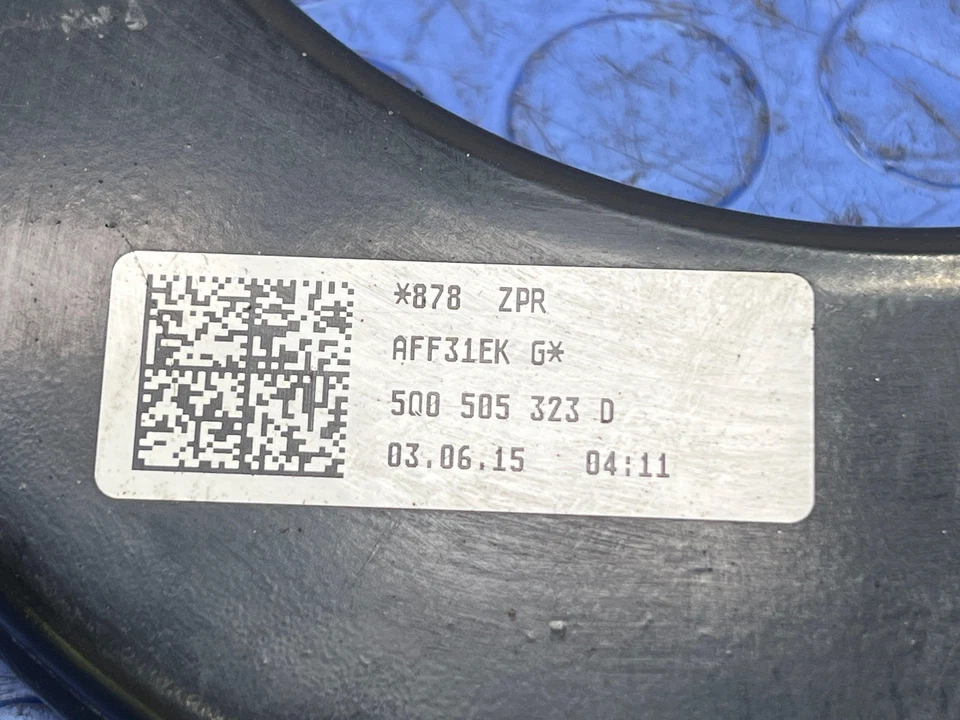 *878 ZPR
AFF31EK G*
5Q0 505 323 D
03.06.15 04:11